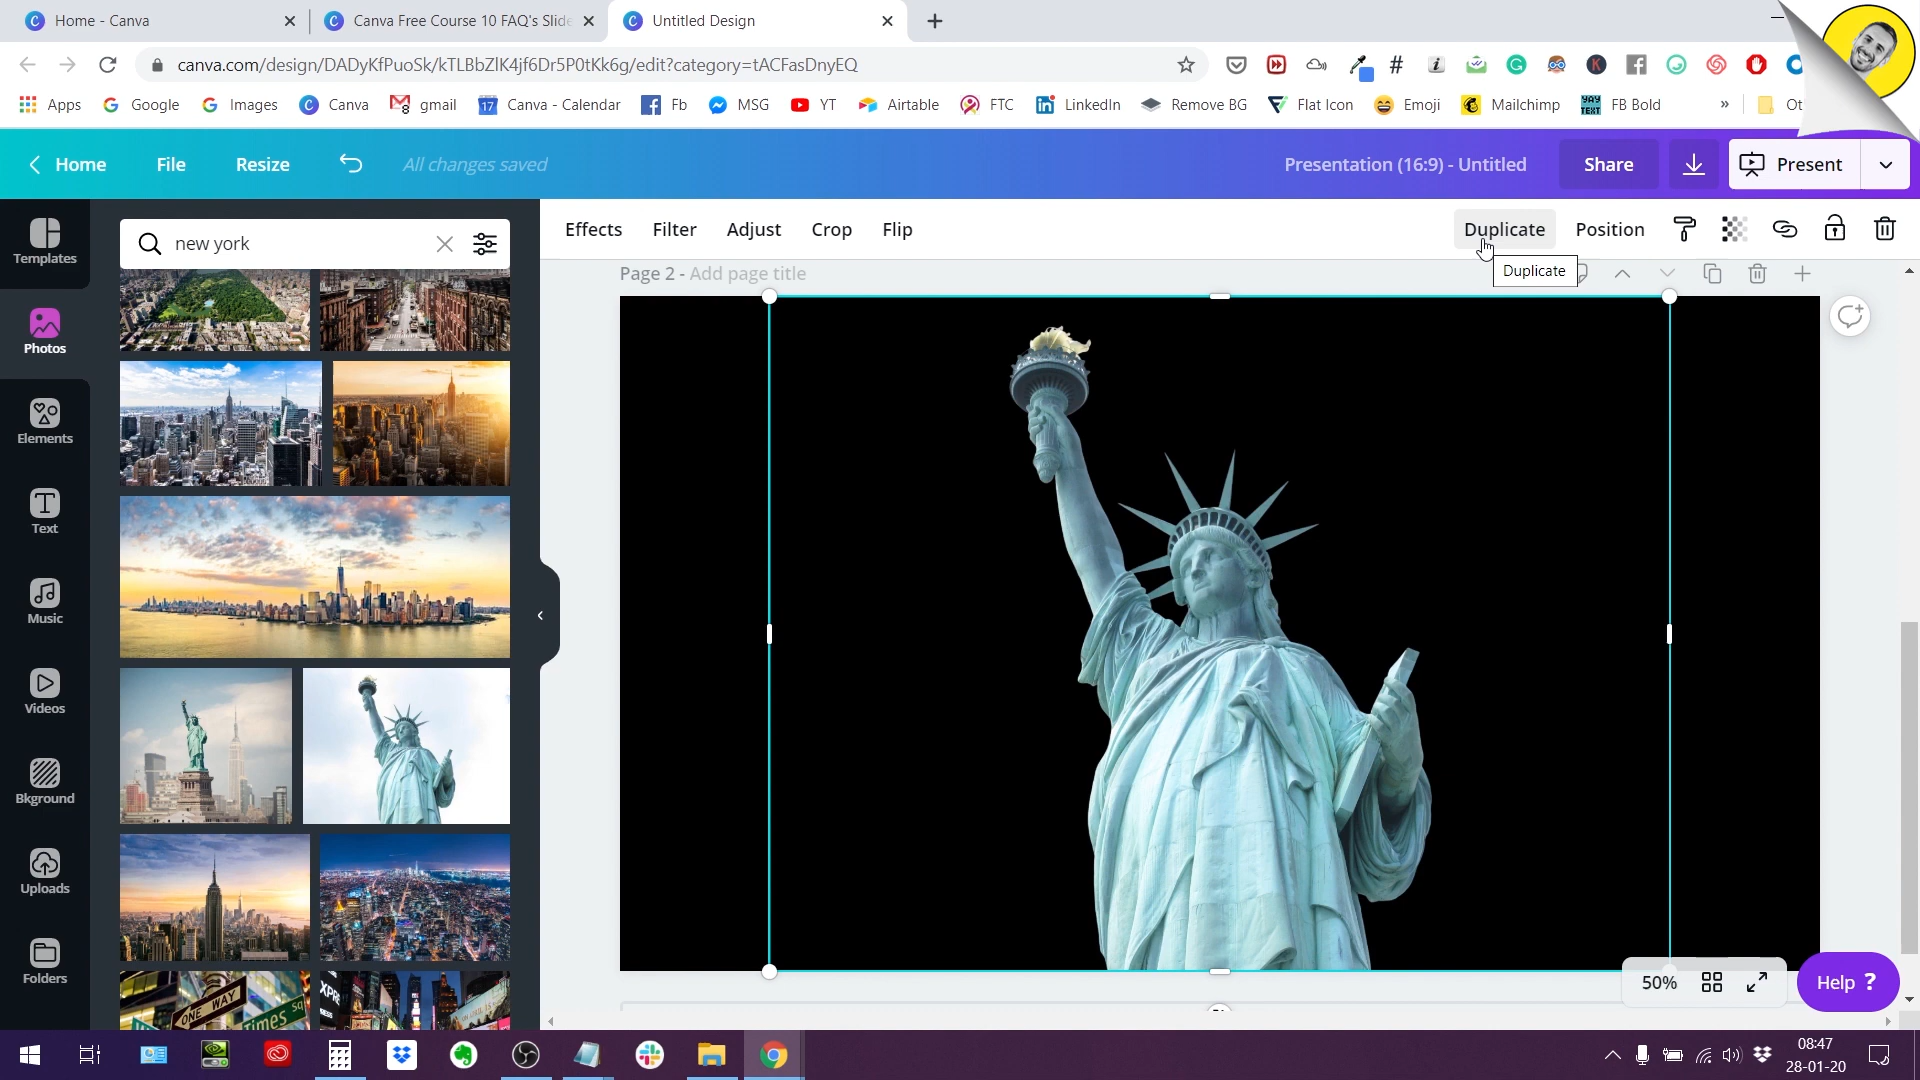 Home - Canva
Canva Free Course 10 FAQ's Slide
Untitled Design
canva.com/design/DADyKfPuoSk/kTLBbZlK4jf6Dr5P0tKk6g/edit?category=tACFasDnyEQ
Apps
Google
Images
Canva
gmail
Canva - Calendar
Fb
MSG
YT
Airtable
FTC
LinkedIn
Remove BG
Flat Icon
Emoji
Mailchimp
FB Bold
»
Ot
Home
File
Resize
All changes saved
Presentation (16:9) - Untitled
Share
Present
Templates
Photos
Elements
Text
Music
Videos
Bkground
Uploads
Folders
new york
Effects
Filter
Adjust
Crop
Flip
Duplicate
Position
Duplicate
Page 2 - Add page title
ONE WAY
Times Sq
50%
Help ?
08:47
28-01-20